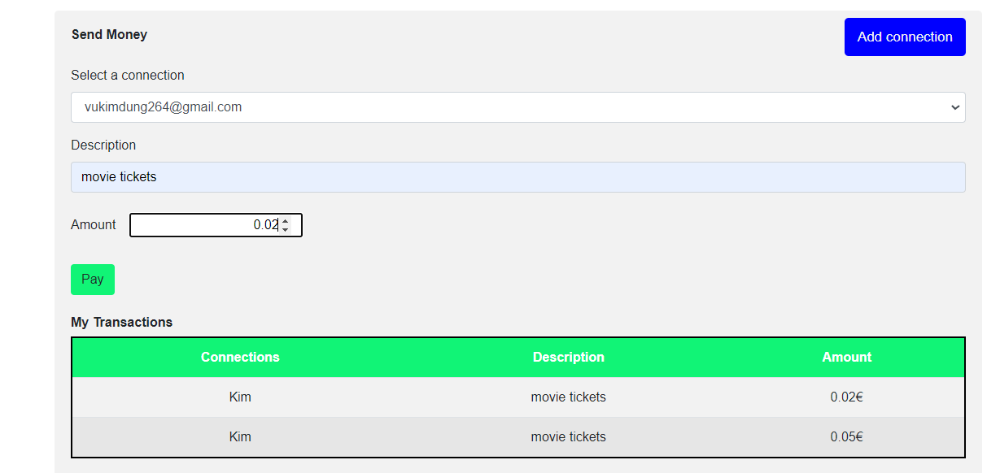 Send Money
Add connection
Select a connection
vukimdung264@gmail.com
Description
movie tickets
Amount 0.02
Pay
My Transactions
Connections Description Amount
Kim movie tickets 0.02€
Kim movie tickets 0.05€